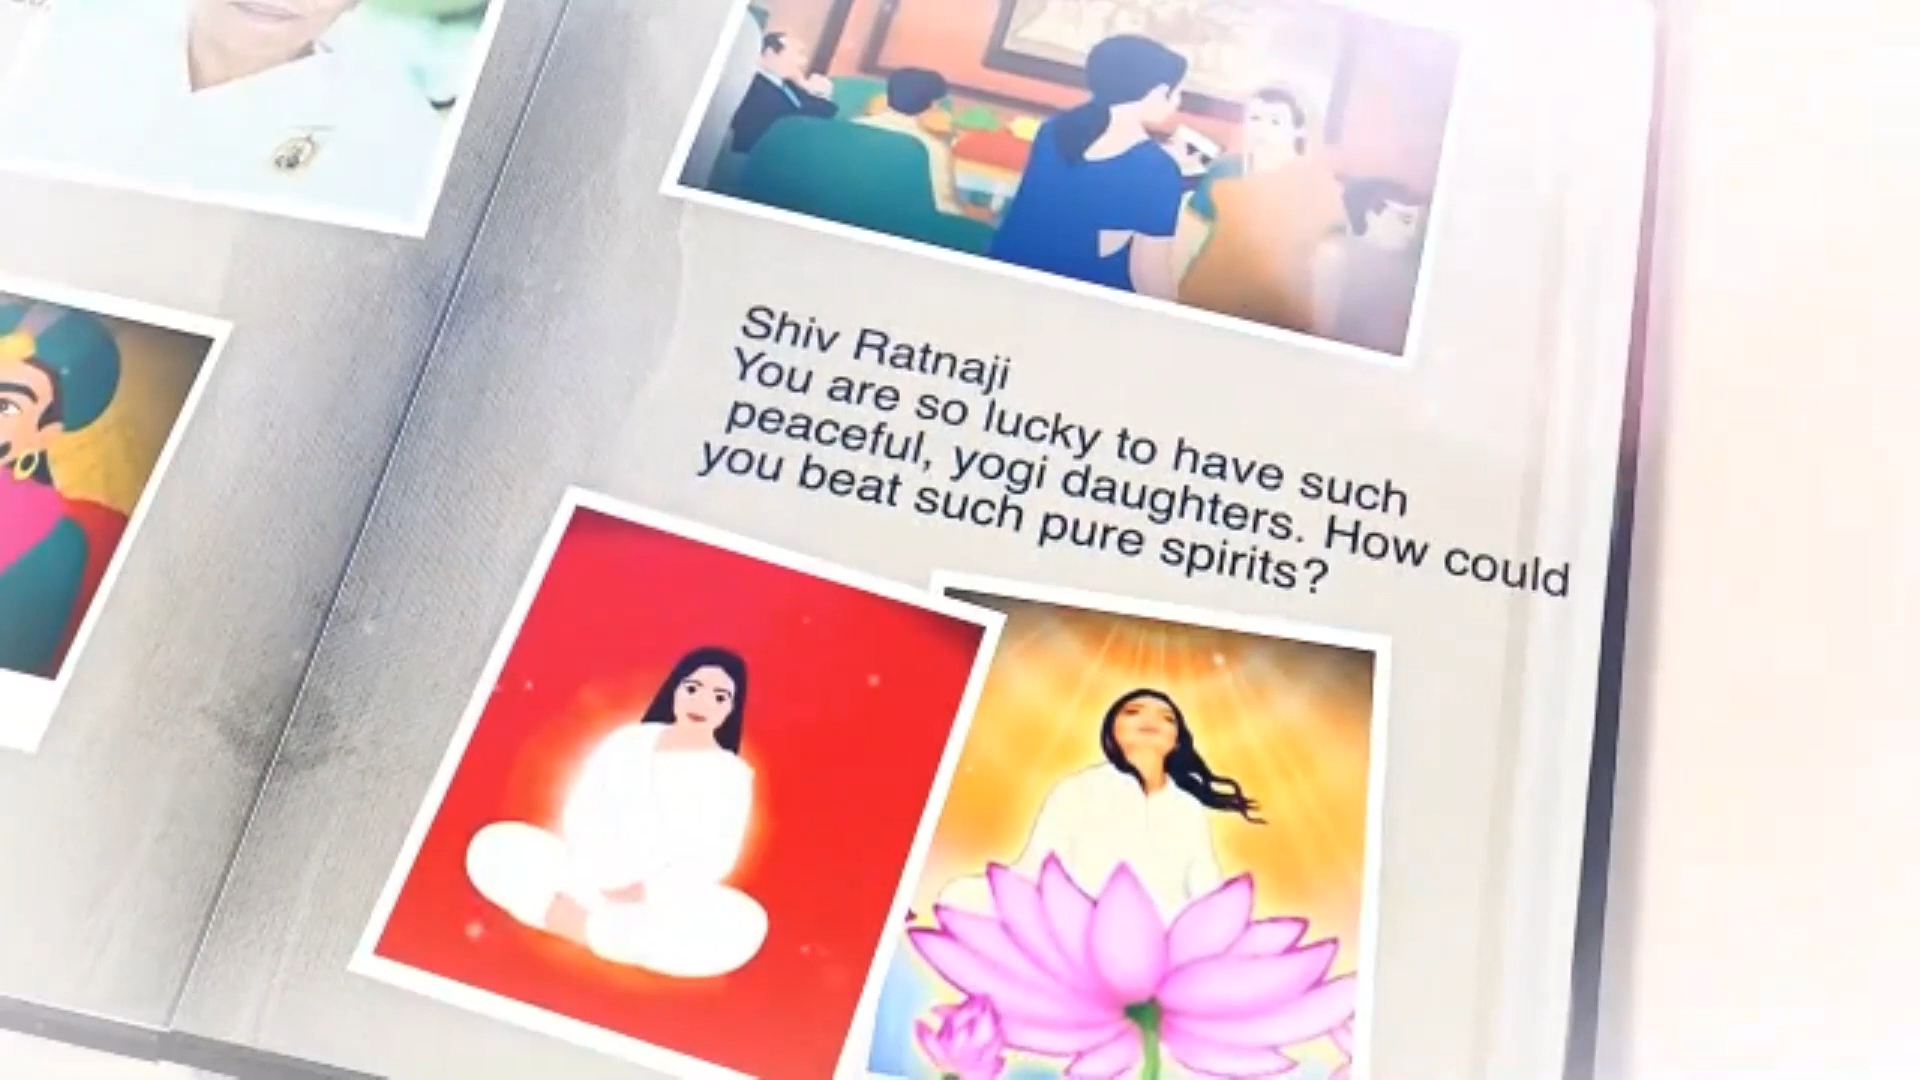 Shiv Ratnaji
You are so lucky to have such
peaceful, yogi daughters. How could
you beat such pure spirits?